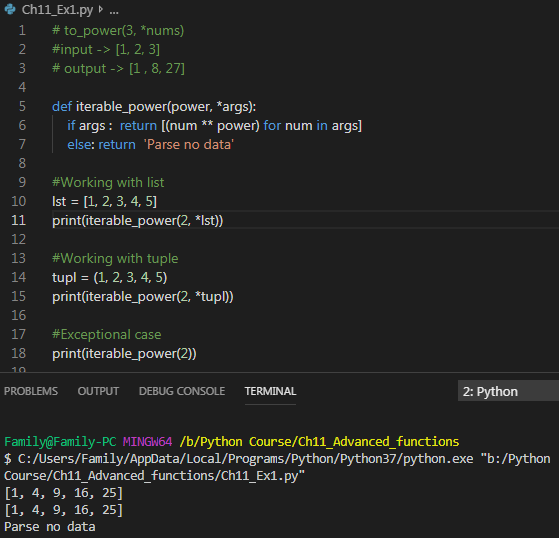 Ch11_Ex1.py > ...
1 # to_power(3, *nums)
2 #input -> [1, 2, 3]
3 # output -> [1 , 8, 27]
4
5 def iterable_power(power, *args):
6 if args : return [(num ** power) for num in args]
7 else: return 'Parse no data'
8
9 #Working with list
10 lst = [1, 2, 3, 4, 5]
11 print(iterable_power(2, *lst))
12
13 #Working with tuple
14 tupl = (1, 2, 3, 4, 5)
15 print(iterable_power(2, *tupl))
16
17 #Exceptional case
18 print(iterable_power(2))
19
PROBLEMS OUTPUT DEBUG CONSOLE TERMINAL 2: Python
Family@Family-PC MINGW64 /b/Python Course/Ch11_Advanced_functions
$ C:/Users/Family/AppData/Local/Programs/Python/Python37/python.exe "b:/Python
Course/Ch11_Advanced_functions/Ch11_Ex1.py"
[1, 4, 9, 16, 25]
[1, 4, 9, 16, 25]
Parse no data